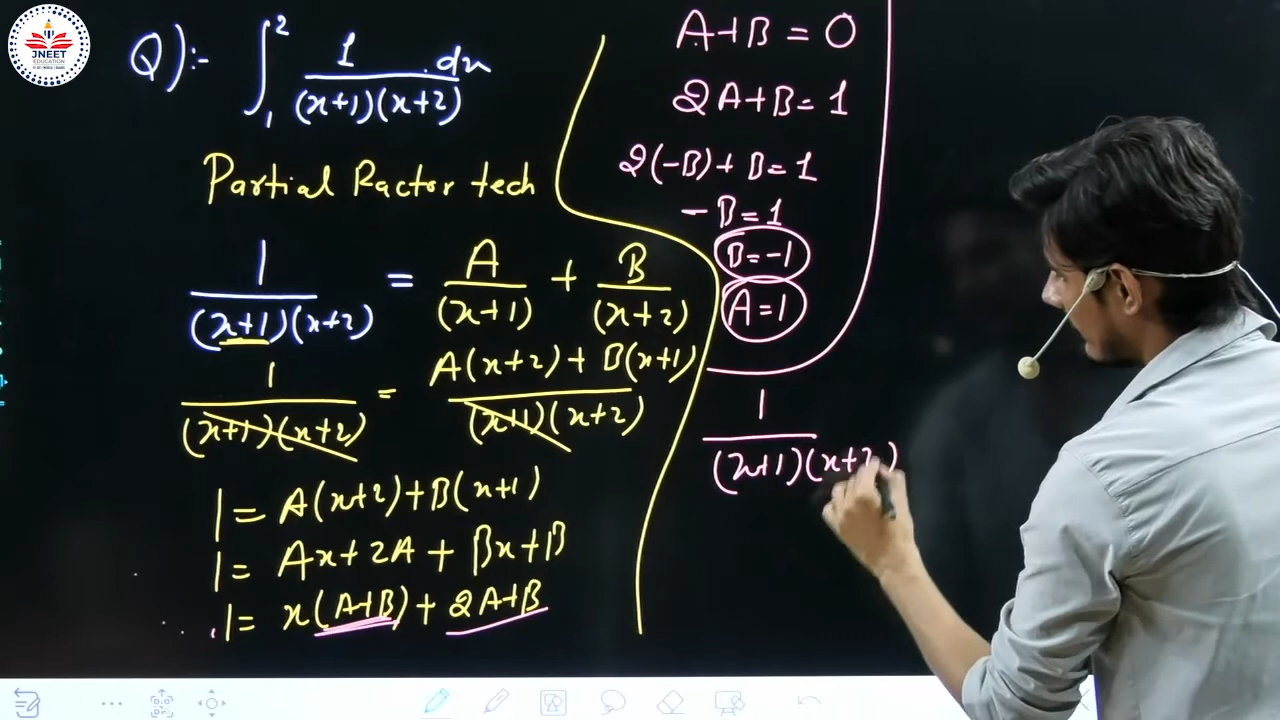 JNEET
EDUCATION
Q):- ∫₁² 1/(x+1)(x+2) . dx
Partial Ractor tech
1/(x+1)(x+2) = A/(x+1) + B/(x+2)
1/(x+1)(x+2) = A(x+2) + B(x+1)/(x+1)(x+2)
1 = A(x+2)+B(x+1)
1 = Ax+2A + Bx+B
1 = x(A+B) + 2A+B
A+B = 0
2A+B = 1
2(-B) + B = 1
-B = 1
B = -1
A = 1
1/(x+1)(x+2)